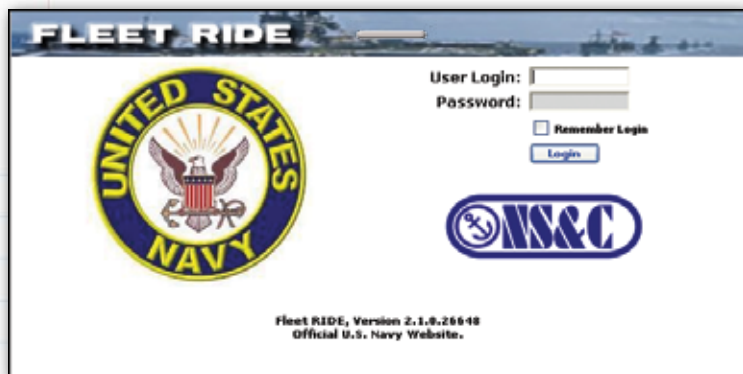 FLEET RIDE
UNITED STATES
NAVY
User Login:
Password:
Remember Login
Login
NS&C
Fleet RIDE, Version 2.1.0.26648
Official U.S. Navy Website.